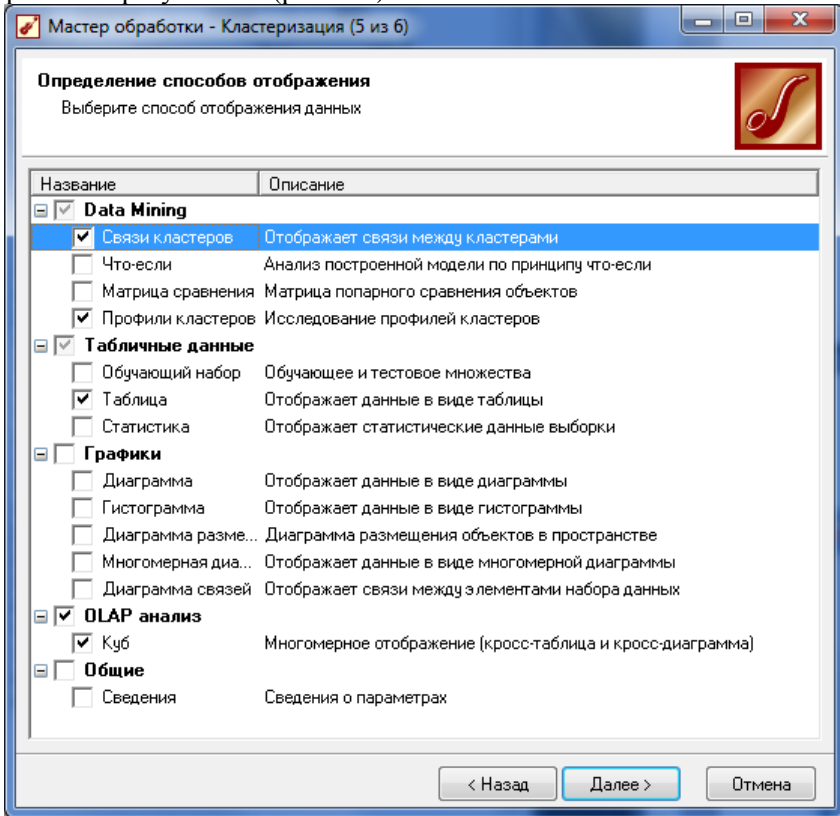 Мастер обработки - Кластеризация (5 из 6)
Определение способов отображения
Выберите способ отображения данных
Название Описание
Data Mining
Связи кластеров Отображает связи между кластерами
Что-если Анализ построенной модели по принципу что-если
Матрица сравнения Матрица попарного сравнения объектов
Профили кластеров Исследование профилей кластеров
Табличные данные
Обучающий набор Обучающее и тестовое множества
Таблица Отображает данные в виде таблицы
Статистика Отображает статистические данные выборки
Графики
Диаграмма Отображает данные в виде диаграммы
Гистограмма Отображает данные в виде гистограммы
Диаграмма разме... Диаграмма размещения объектов в пространстве
Многомерная диа... Отображает данные в виде многомерной диаграммы
Диаграмма связей Отображает связи между элементами набора данных
OLAP анализ
Куб Многомерное отображение (кросс-таблица и кросс-диаграмма)
Общие
Сведения Сведения о параметрах
< Назад Далее > Отмена